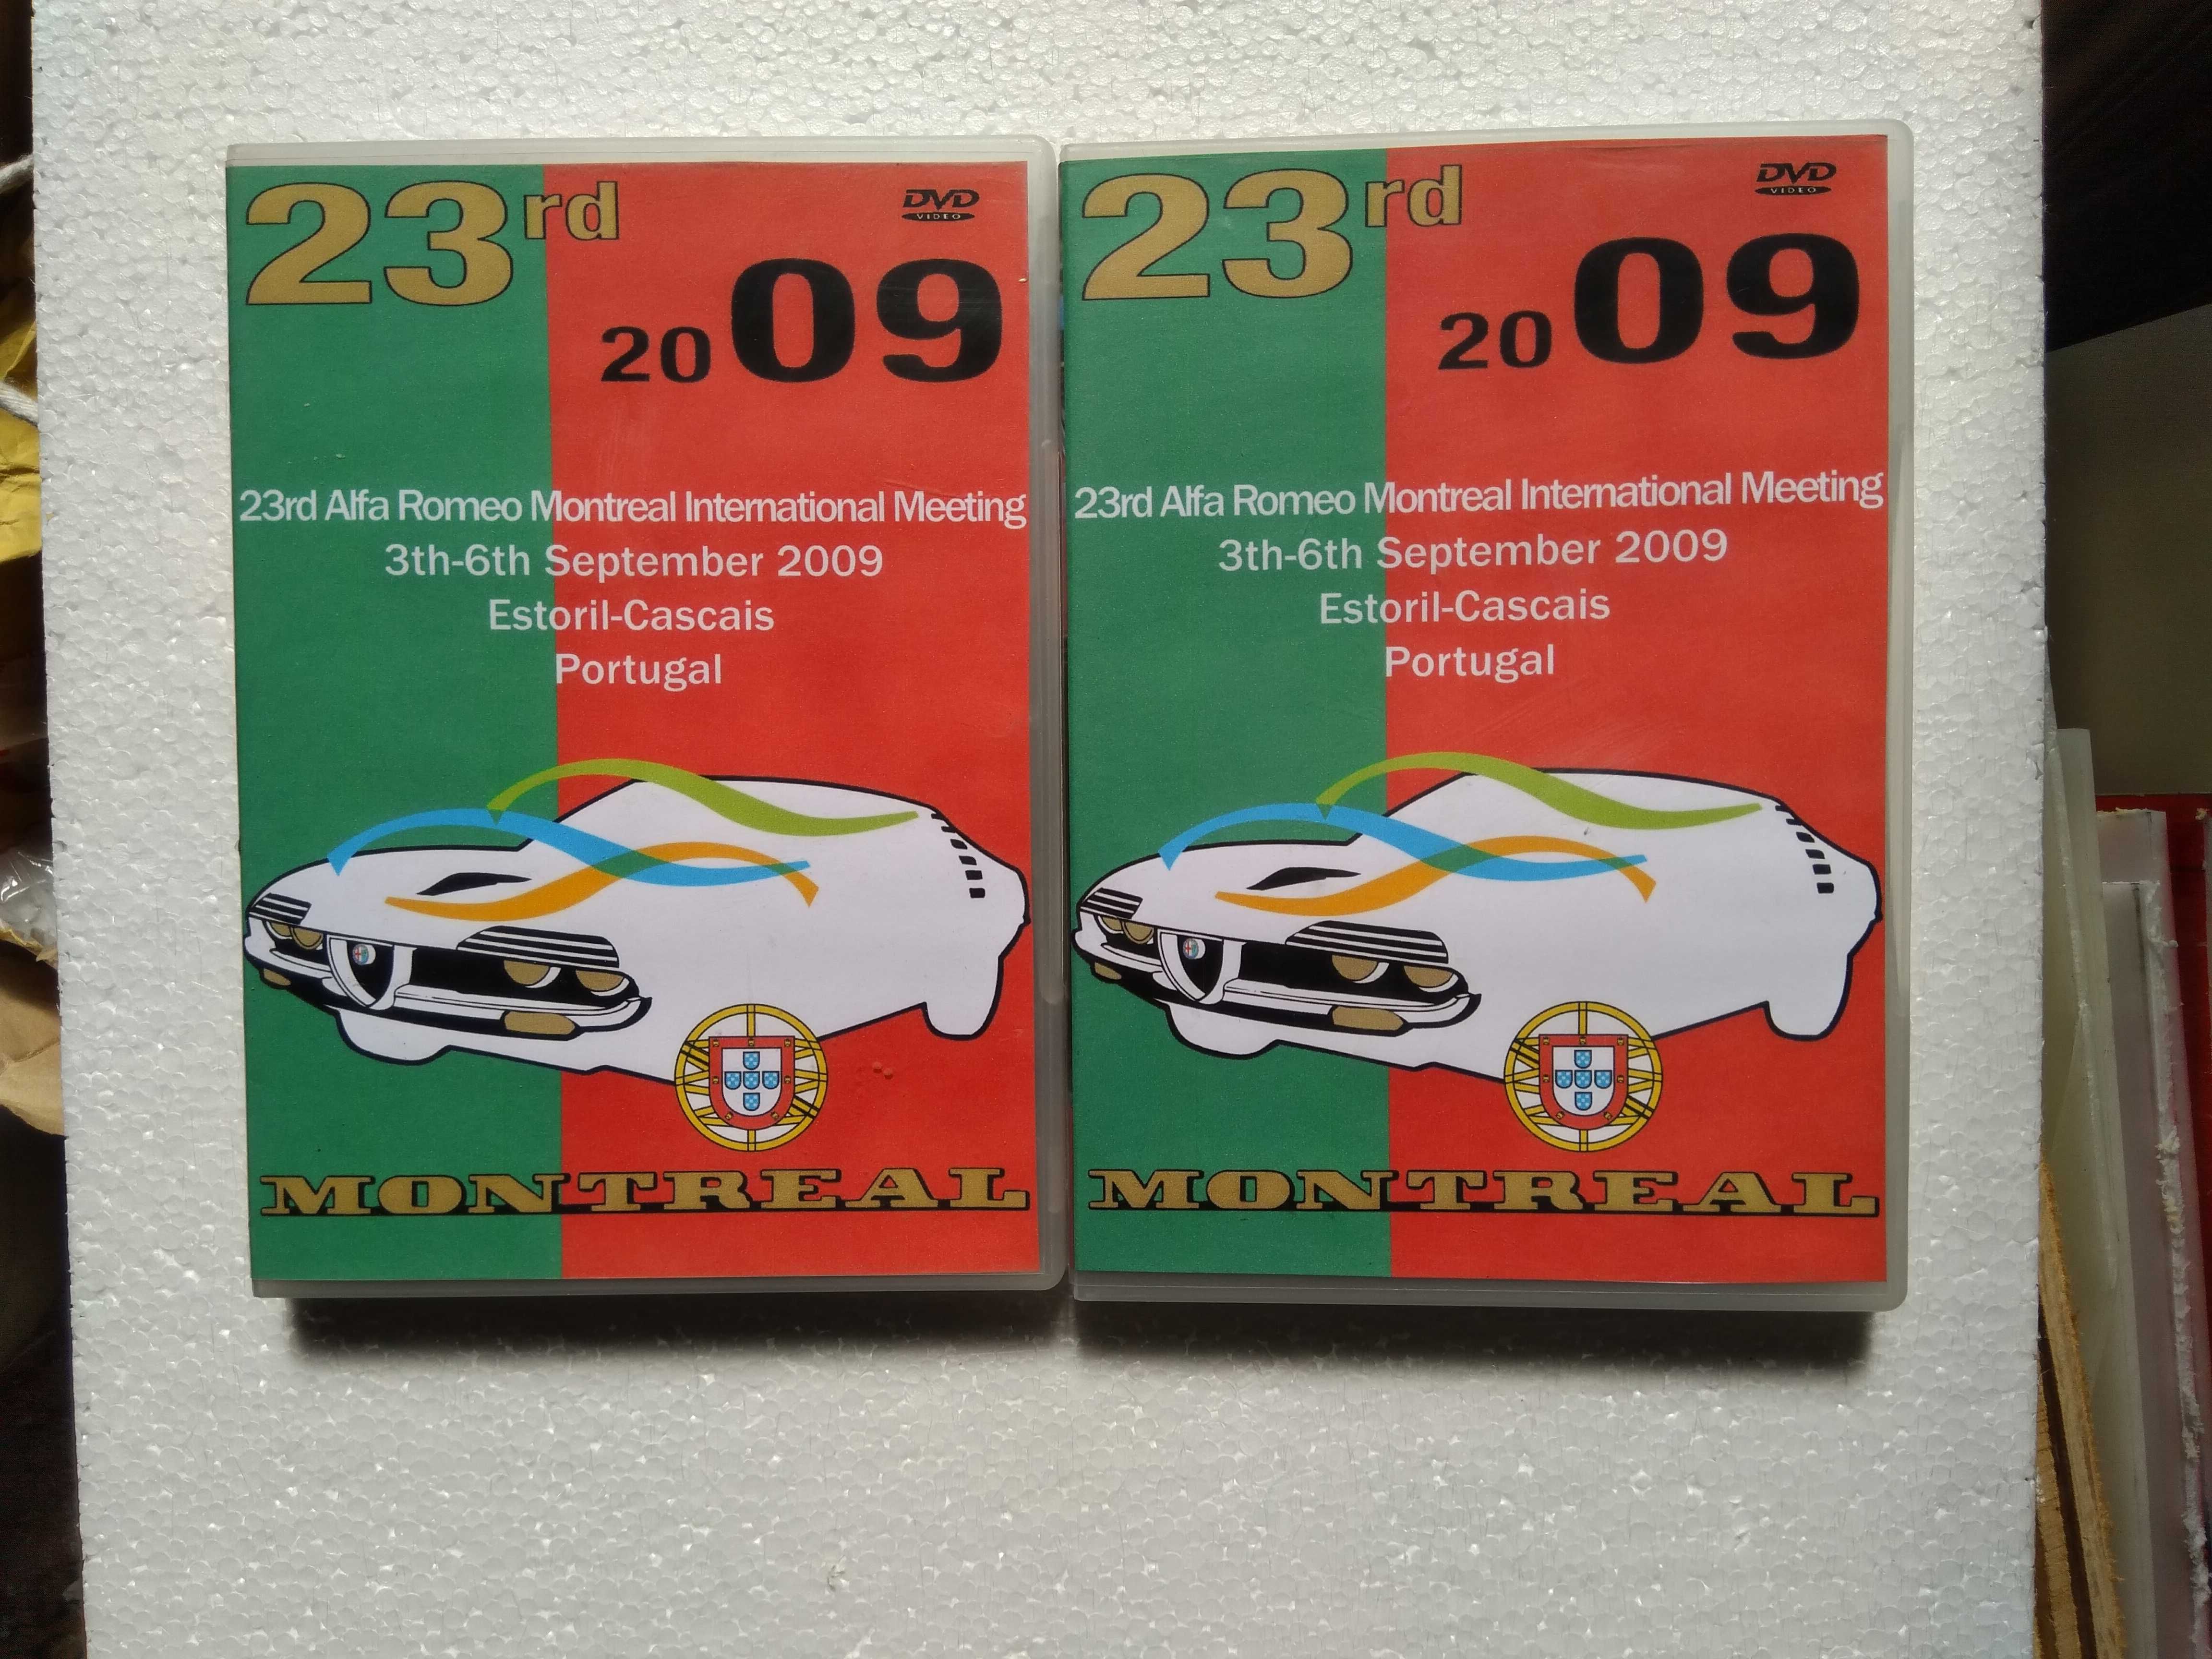 23rd
DVD
VIDEO
2009
23rd Alfa Romeo Montreal International Meeting
3th-6th September 2009
Estoril-Cascais
Portugal
MONTREAL
23rd
DVD
VIDEO
2009
23rd Alfa Romeo Montreal International Meeting
3th-6th September 2009
Estoril-Cascais
Portugal
MONTREAL